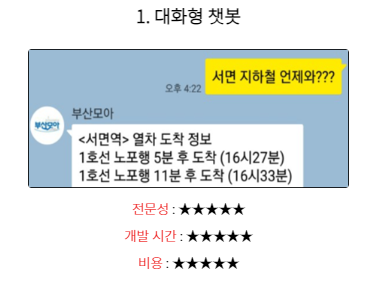 1. 대화형 챗봇
서면 지하철 언제와???
오후 4:22
부산모아
부산모아
<서면역> 열차 도착 정보
1호선 노포행 5분 후 도착 (16시27분)
1호선 노포행 11분 후 도착 (16시33분)
전문성 : ★★★★★
개발 시간 : ★★★★★
비용 : ★★★★★